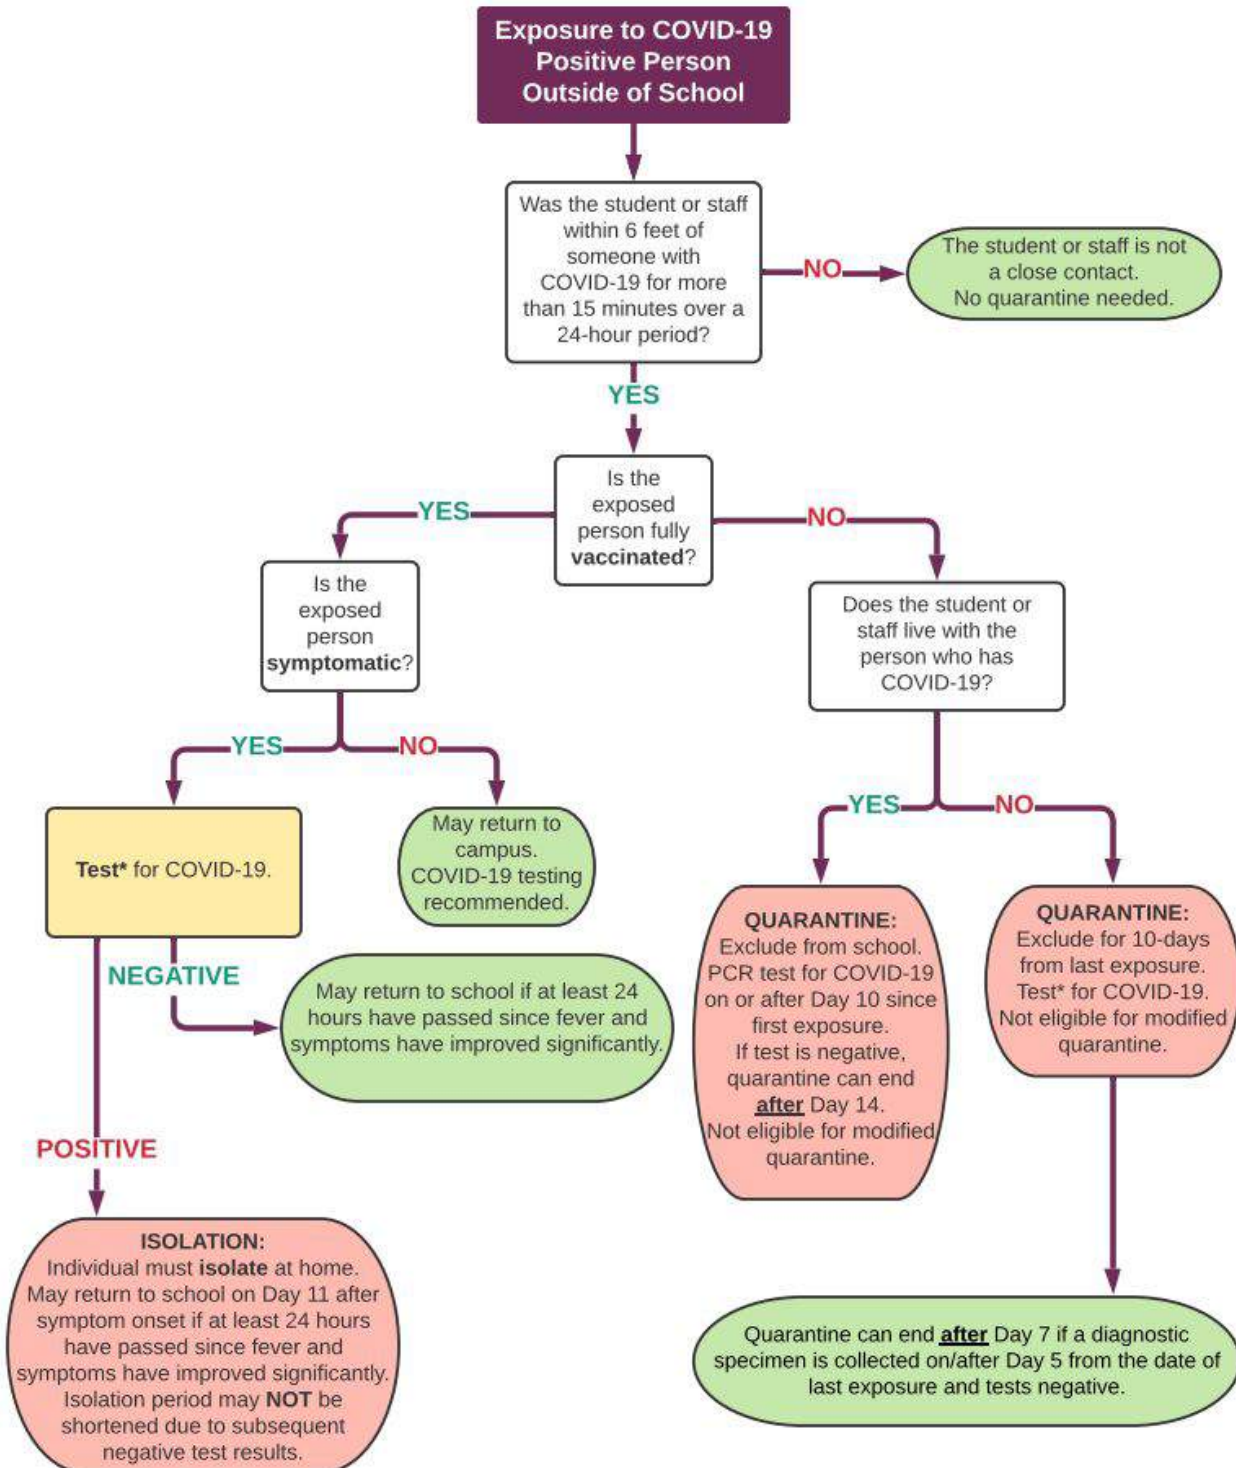 Exposure to COVID-19
Positive Person
Outside of School
Was the student or staff
within 6 feet of
someone with
COVID-19 for more
than 15 minutes over a
24-hour period?
NO
The student or staff is not
a close contact.
No quarantine needed.
YES
Is the
exposed
person fully
vaccinated?
YES
NO
Is the
exposed
person
symptomatic?
Does the student or
staff live with the
person who has
COVID-19?
YES
NO
YES
NO
Test* for COVID-19.
May return to
campus.
COVID-19 testing
recommended.
QUARANTINE:
Exclude from school.
PCR test for COVID-19
on or after Day 10 since
first exposure.
If test is negative,
quarantine can end
after Day 14.
Not eligible for modified
quarantine.
QUARANTINE:
Exclude for 10-days
from last exposure.
Test* for COVID-19.
Not eligible for modified
quarantine.
NEGATIVE
May return to school if at least 24
hours have passed since fever and
symptoms have improved significantly.
POSITIVE
ISOLATION:
Individual must isolate at home.
May return to school on Day 11 after
symptom onset if at least 24 hours
have passed since fever and
symptoms have improved significantly.
Isolation period may NOT be
shortened due to subsequent
negative test results.
Quarantine can end after Day 7 if a diagnostic
specimen is collected on/after Day 5 from the date of
last exposure and tests negative.